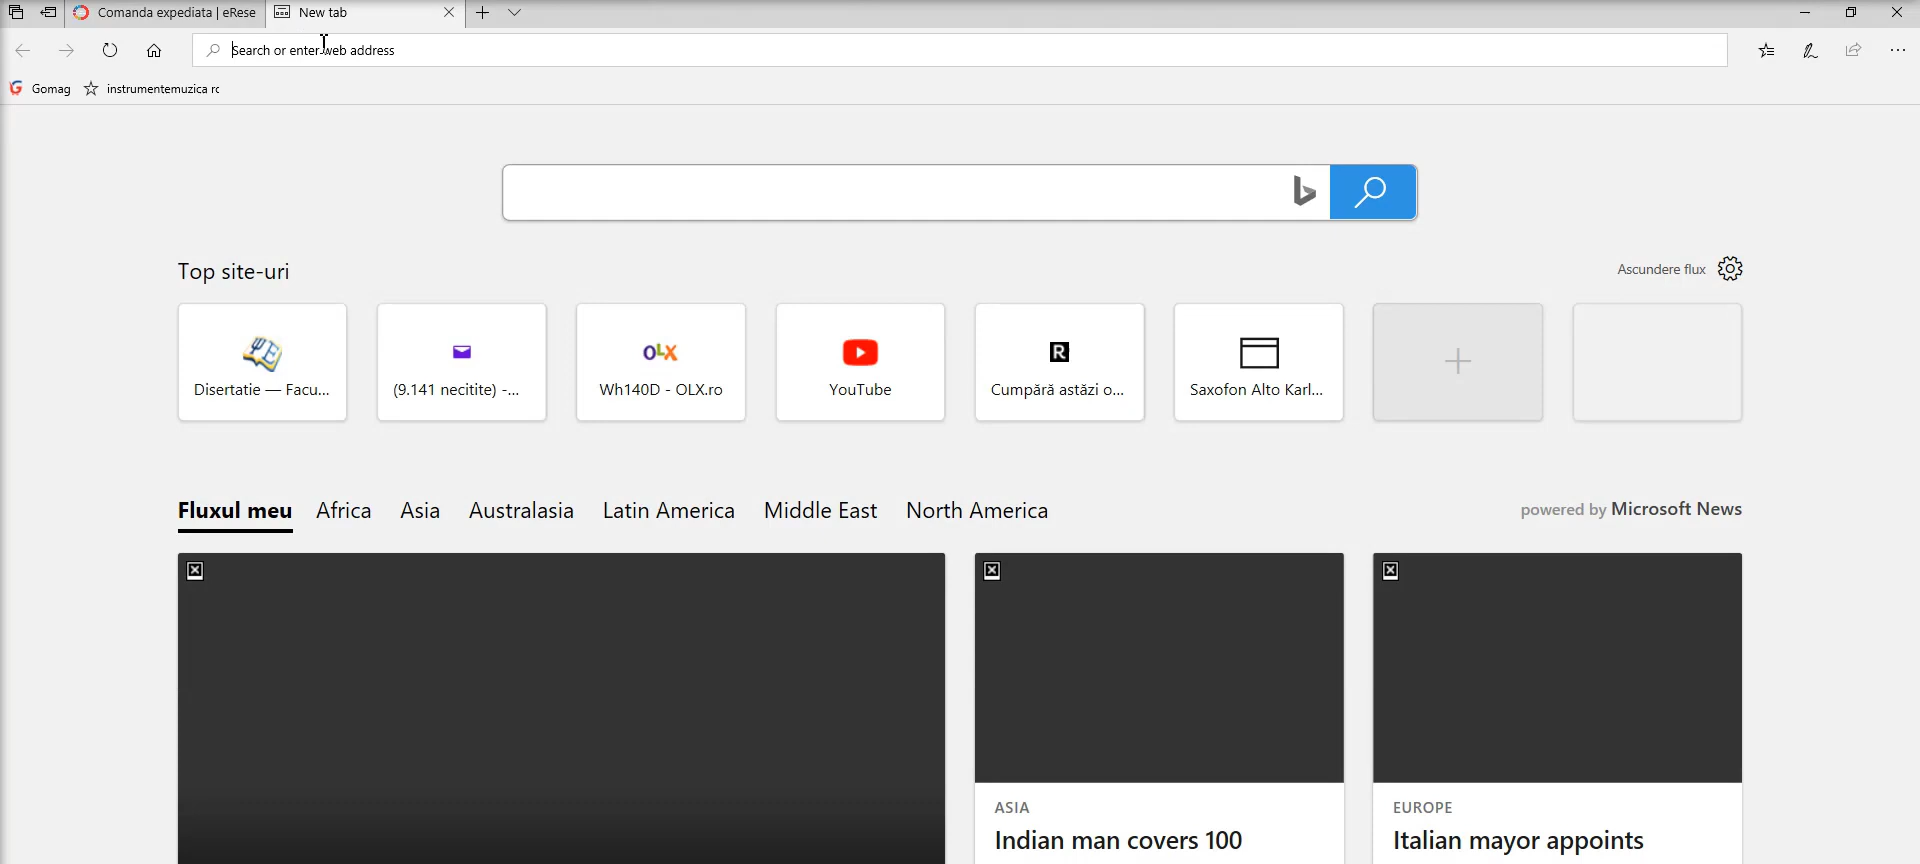 Comanda expediata | eRese
New tab
Search or enter web address
Gomag
instrumentemuzica rc
Top site-uri
Ascundere flux
Disertatie — Facu...
(9.141 necitite) -...
OLX
Wh140D - OLX.ro
YouTube
R
Cumpără astăzi o...
Saxofon Alto Karl...
Fluxul meu
Africa
Asia
Australasia
Latin America
Middle East
North America
powered by Microsoft News
ASIA
Indian man covers 100
EUROPE
Italian mayor appoints